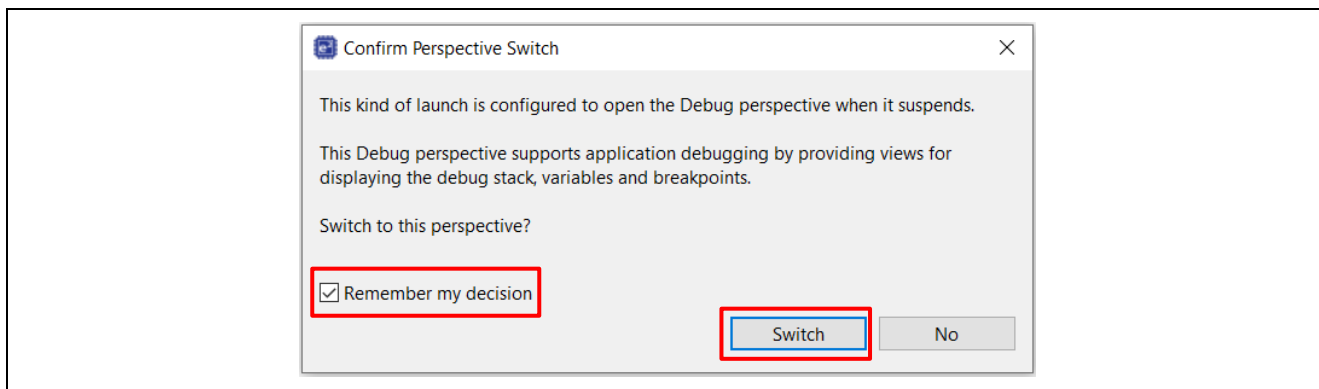 Confirm Perspective Switch
This kind of launch is configured to open the Debug perspective when it suspends.
This Debug perspective supports application debugging by providing views for
displaying the debug stack, variables and breakpoints.
Switch to this perspective?
Remember my decision
Switch No